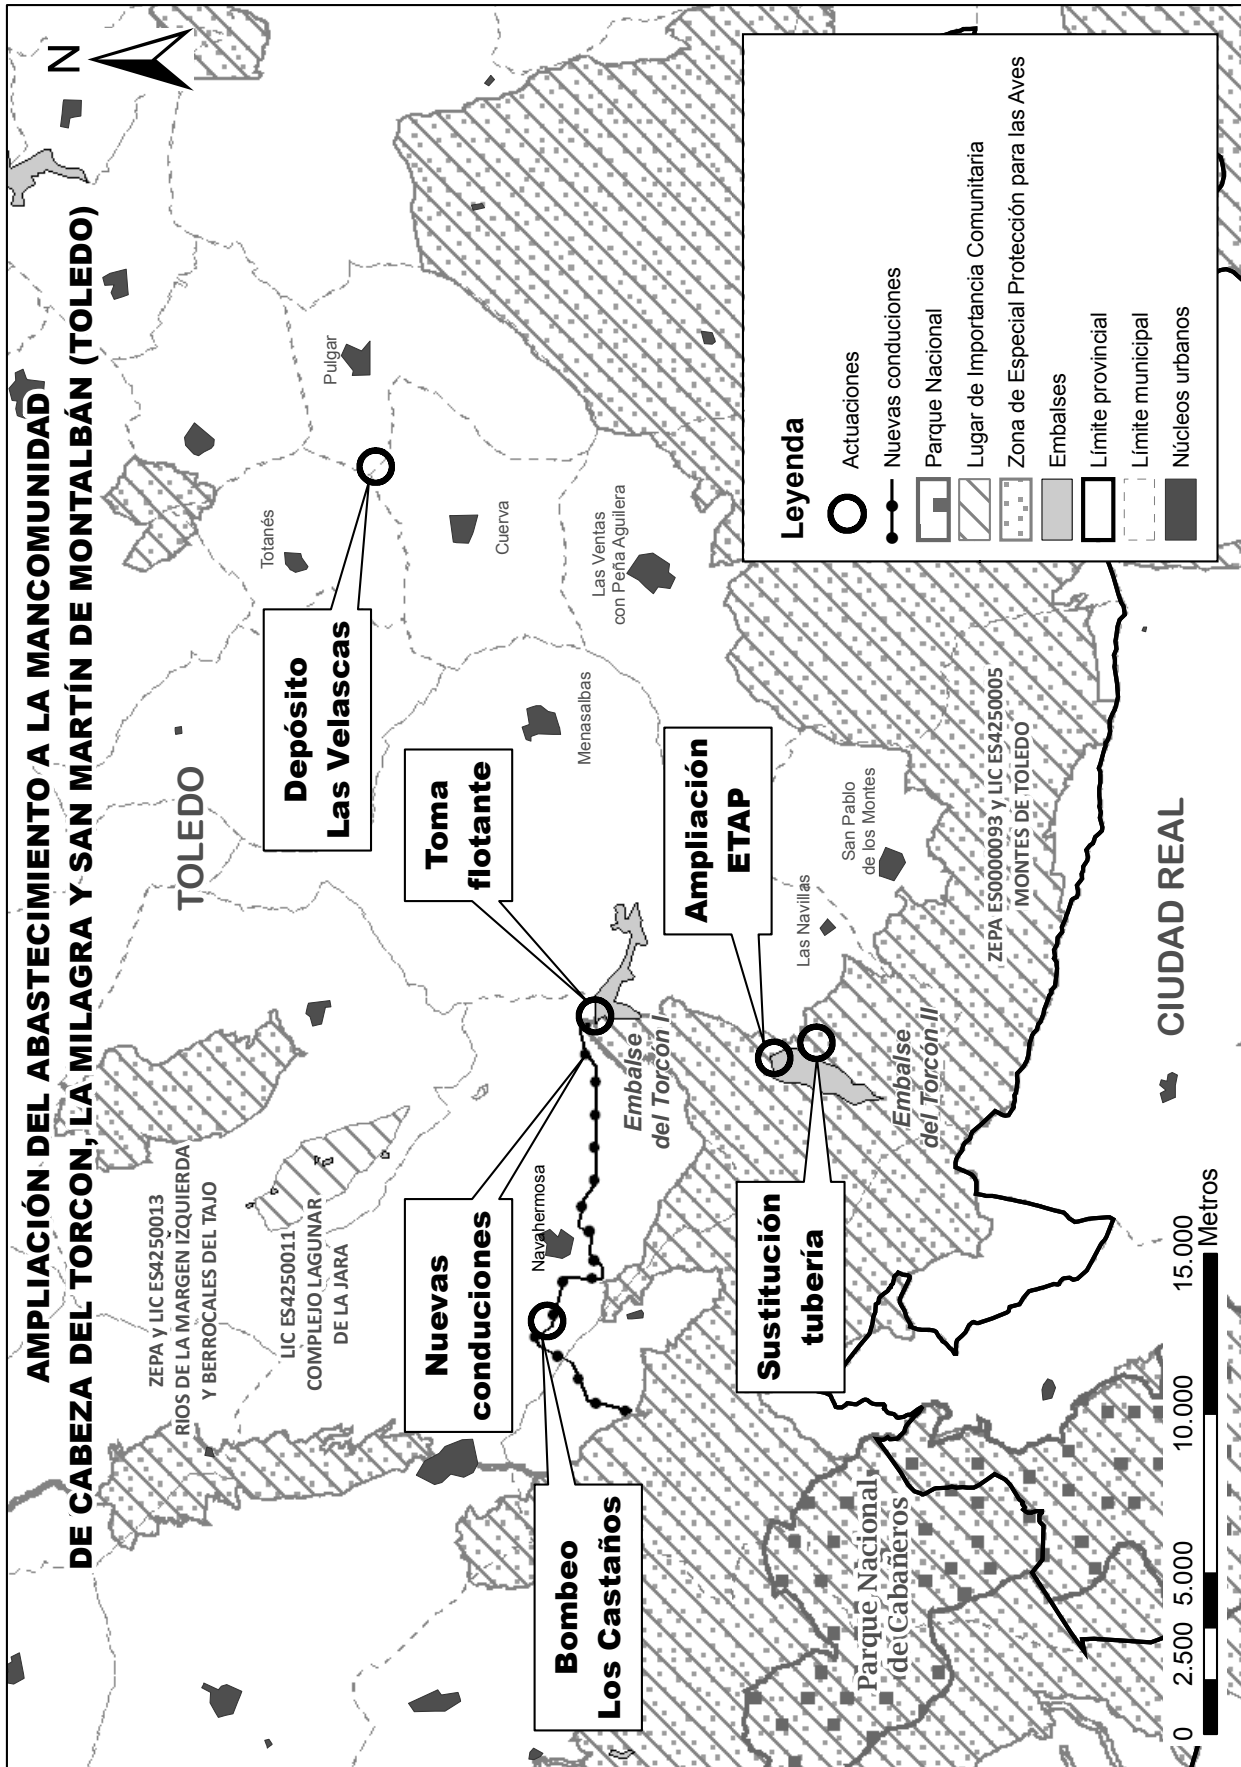 AMPLIACIÓN DEL ABASTECIMIENTO A LA MANCOMUNIDAD
DE CABEZA DEL TORCON, LA MILAGRA Y SAN MARTÍN DE MONTALBÁN (TOLEDO)
N
ZEPA y LIC ES4250013
RIOS DE LA MARGEN IZQUIERDA
Y BERROCALES DEL TAJO
LIC ES4250011
COMPLEJO LAGUNAR
DE LA JARA
TOLEDO
Totanés
Pulgar
Depósito
Las Velascas
Cuerva
Toma
flotante
Nuevas
conduciones
Menasalbas
Las Ventas
con Peña Aguilera
Navahermosa
Bombeo
Los Castaños
Embalse
del Torcón I
Ampliación
ETAP
Las Navillas
San Pablo
de los Montes
Sustitución
tubería
Embalse
del Torcón II
Parque Nacional
de Cabañeros
ZEPA ES0000093 y LIC ES4250005
MONTES DE TOLEDO
CIUDAD REAL
Leyenda
Actuaciones
Nuevas conduciones
Parque Nacional
Lugar de Importancia Comunitaria
Zona de Especial Protección para las Aves
Embalses
Límite provincial
Límite municipal
Núcleos urbanos
0 2.500 5.000 10.000 15.000
Metros